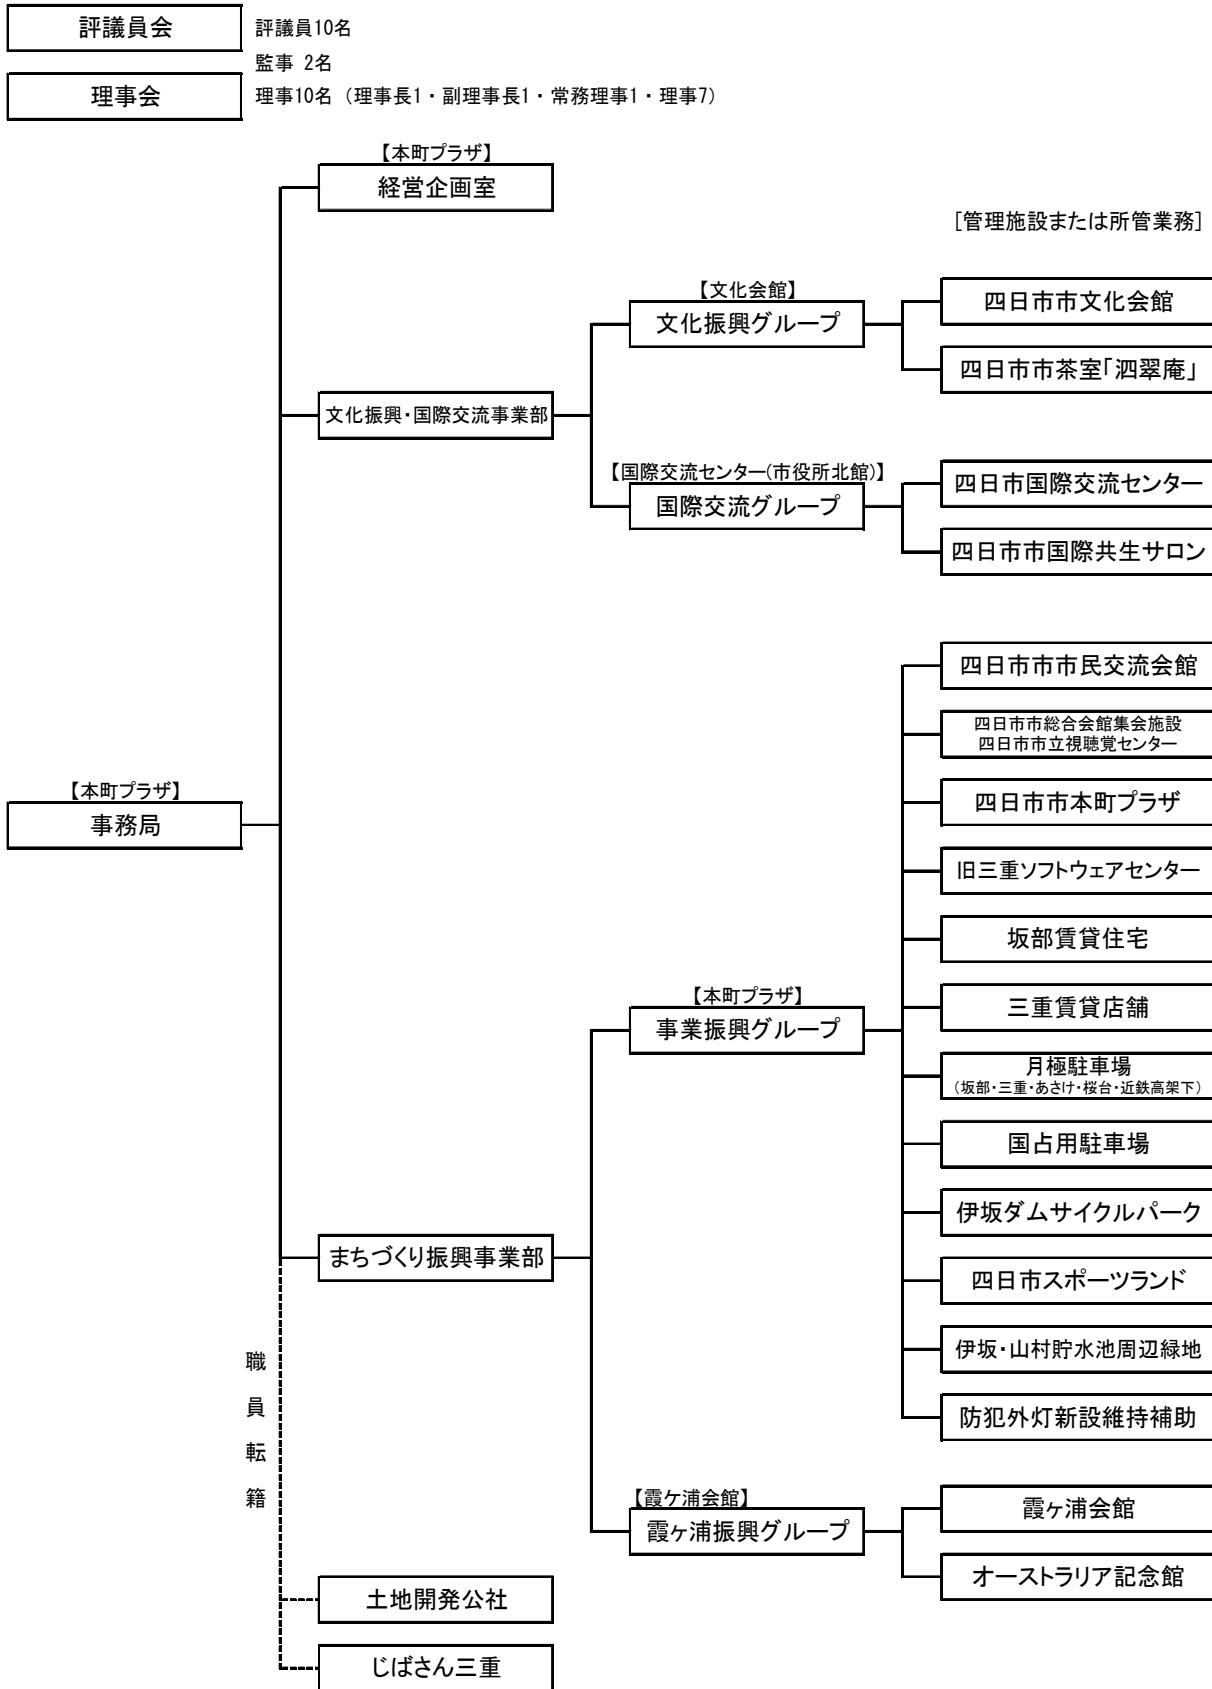 評議員会
評議員10名
監事 2名
理事会
理事10名 (理事長1・副理事長1・常務理事1・理事7)
【本町プラザ】
経営企画室
[管理施設または所管業務]
【文化会館】
文化振興グループ
四日市市文化会館
四日市市茶室｢泗翠庵｣
文化振興・国際交流事業部
【国際交流センター(市役所北館)】
国際交流グループ
四日市国際交流センター
四日市市国際共生サロン
四日市市市民交流会館
四日市市総合会館集会施設
四日市市立視聴覚センター
【本町プラザ】
事務局
四日市市本町プラザ
旧三重ソフトウェアセンター
坂部賃貸住宅
三重賃貸店舗
【本町プラザ】
事業振興グループ
月極駐車場
(坂部・三重・あさけ・桜台・近鉄高架下)
国占用駐車場
伊坂ダムサイクルパーク
まちづくり振興事業部
四日市スポーツランド
伊坂・山村貯水池周辺緑地
防犯外灯新設維持補助
職
員
転
籍
【霞ケ浦会館】
霞ヶ浦振興グループ
霞ヶ浦会館
オーストラリア記念館
土地開発公社
じばさん三重